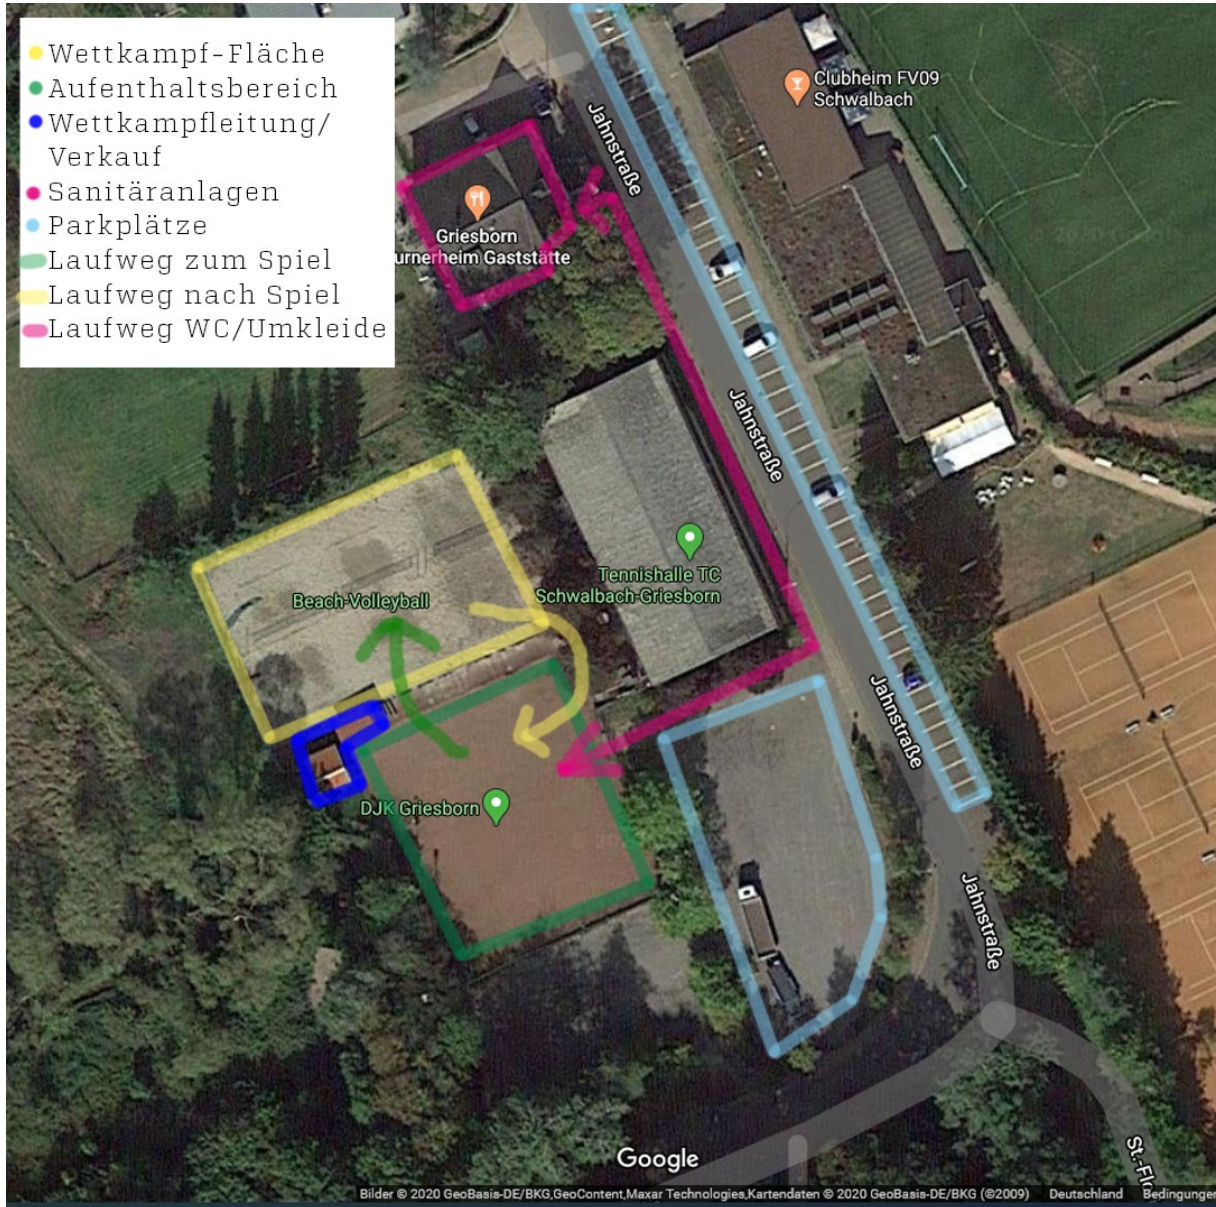 Wettkampf-Fläche
Aufenthaltsbereich
Wettkampfleitung/
Verkauf
Sanitäranlagen
Parkplätze
Laufweg zum Spiel
Laufweg nach Spiel
Laufweg WC/Umkleide
Clubheim FV09
Schwalbach
Jahnstraße
Griesborn
urnerheim Gaststätte
Jahnstraße
Tennishalle TC
Schwalbach-Griesborn
Beach-Volleyball
Jahnstraße
DJK Griesborn
Jahnstraße
St.-Flo
Google
Bilder © 2020 GeoBasis-DE/BKG,GeoContent,Maxar Technologies,Kartendaten © 2020 GeoBasis-DE/BKG (©2009) Deutschland Bedingungen